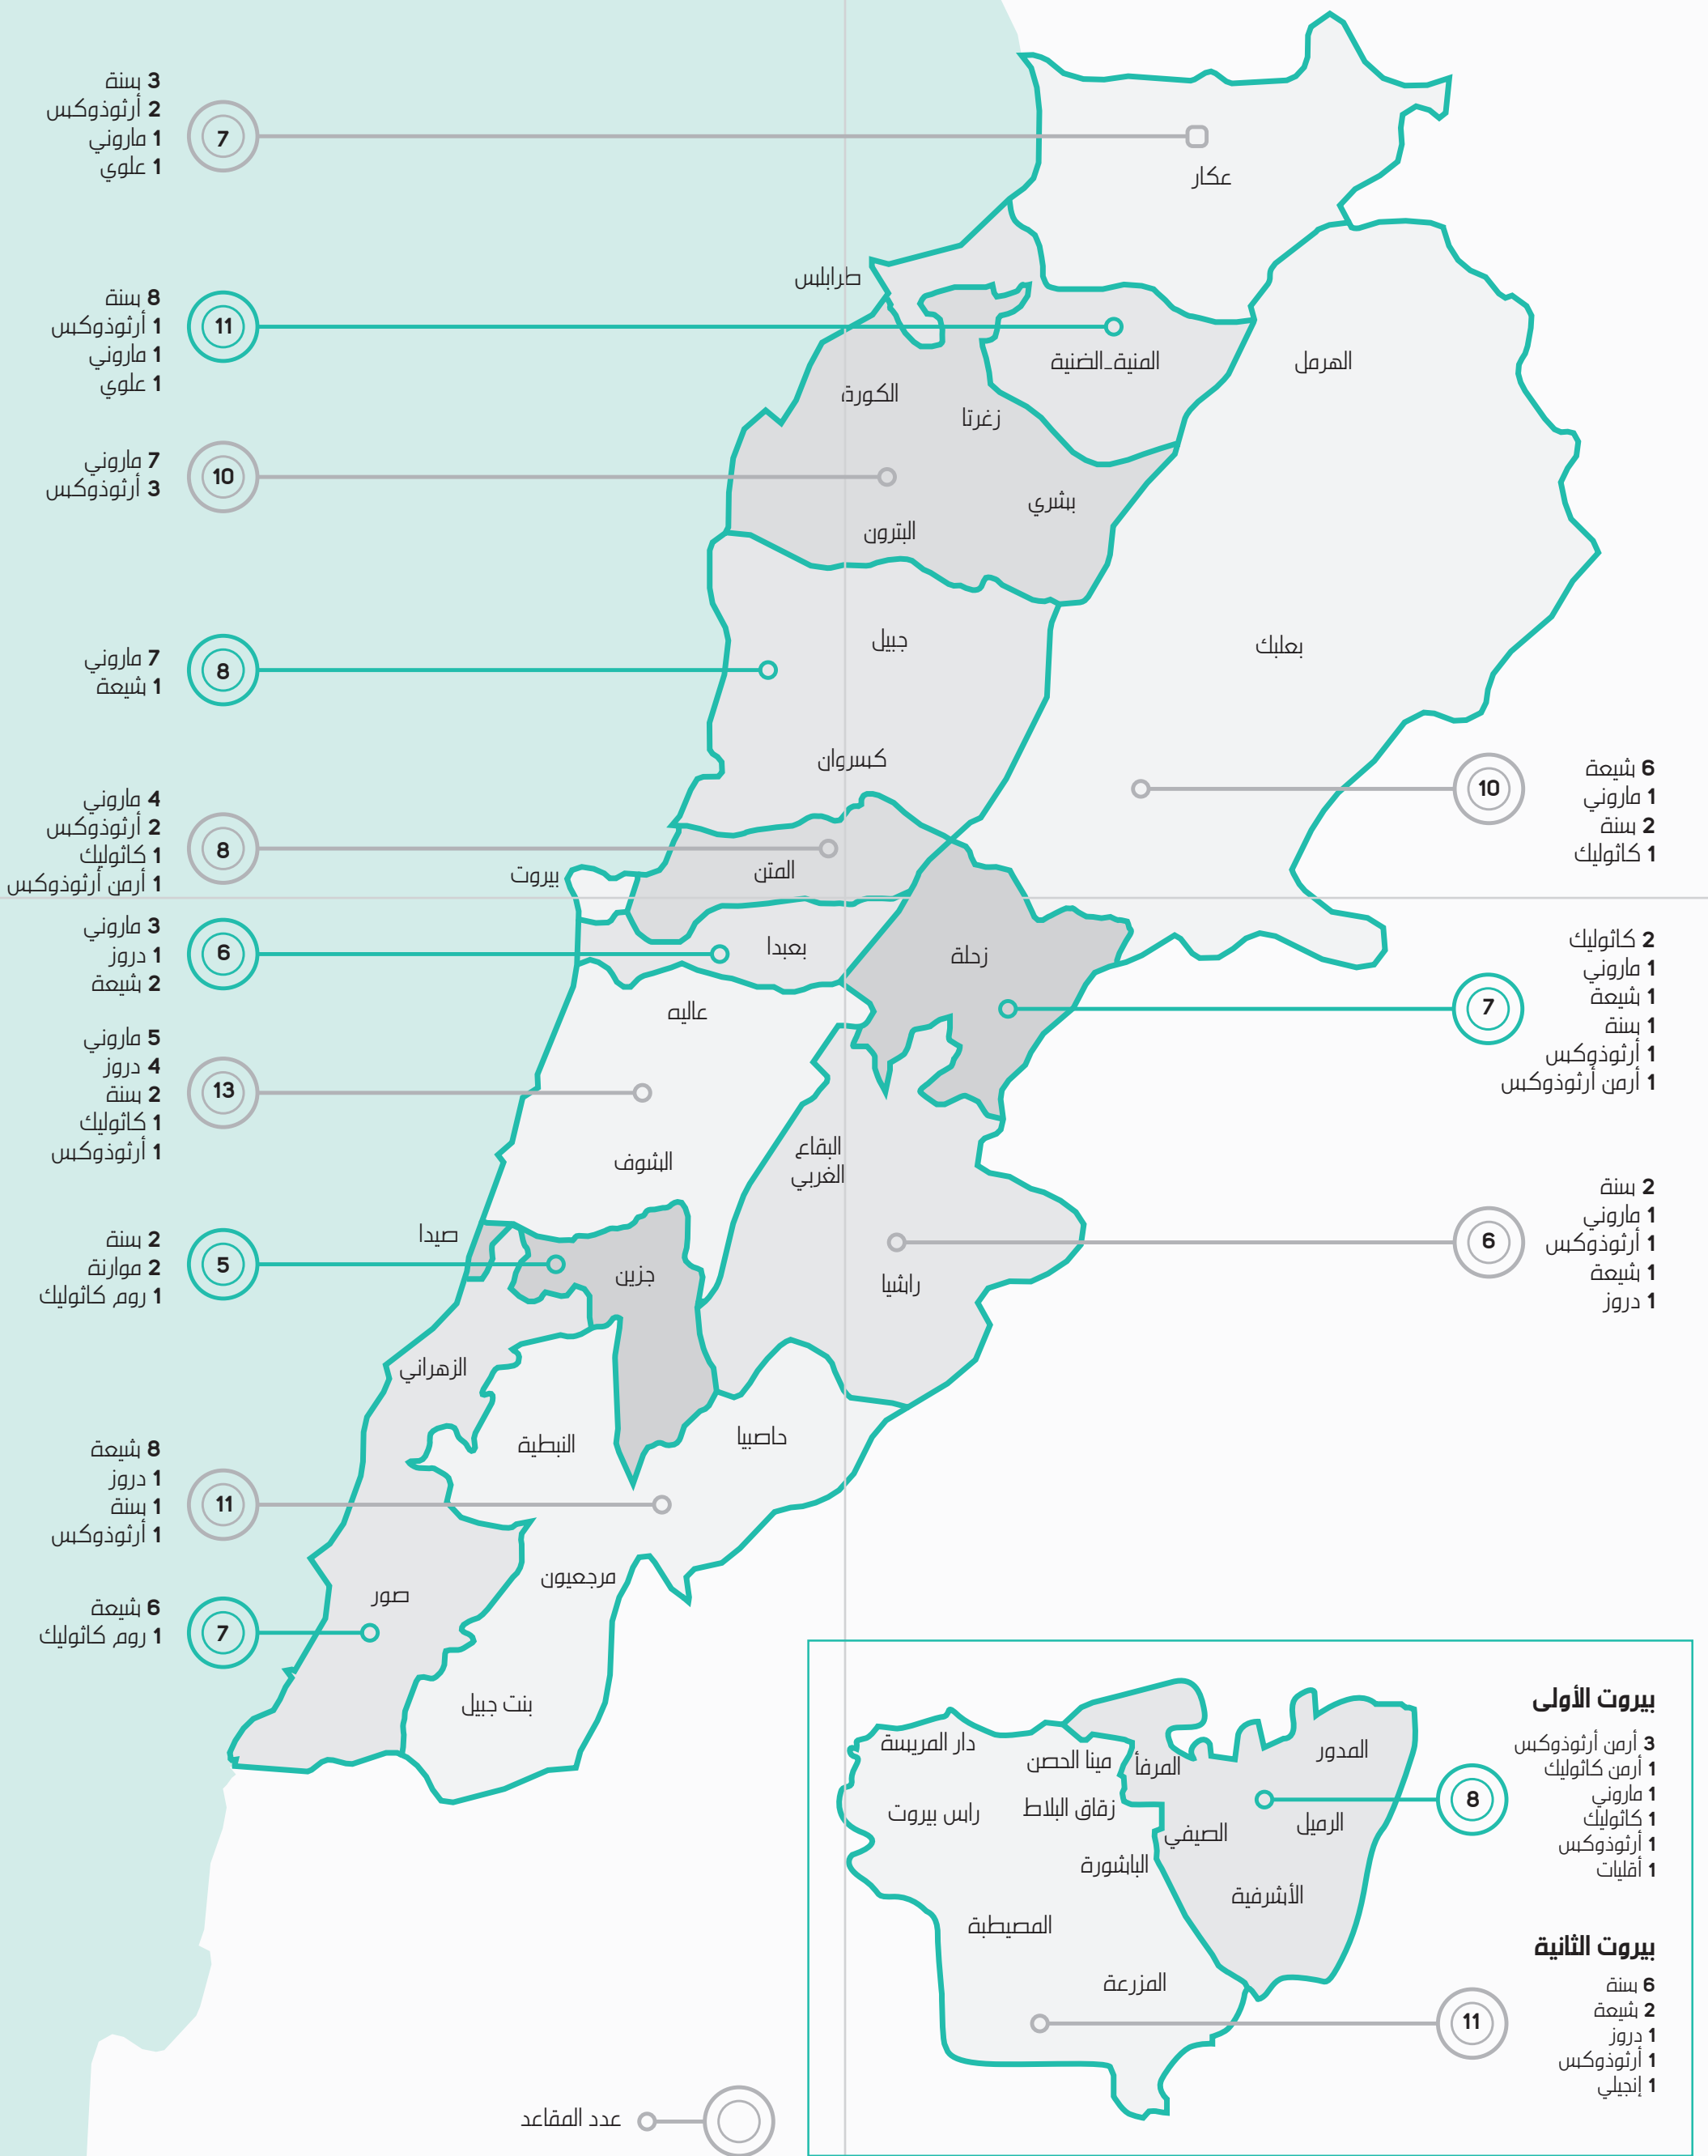 3 سنة
2 أرثوذوكس
1 ماروني
1 علوي
7
عكار
طرابلس
8 سنة
1 أرثوذوكس
1 ماروني
1 علوي
11
المنية-الضنية
الهرمل
الكورة
زغرتا
7 ماروني
3 أرثوذوكس
10
بشري
البترون
جبيل
بعلبك
7 ماروني
1 شيعة
8
كسروان
6 شيعة
1 ماروني
2 سنة
1 كاثوليك
10
4 ماروني
2 أرثوذوكس
1 كاثوليك
1 أرمن أرثوذوكس
8
المتن
بيروت
3 ماروني
1 دروز
2 شيعة
6
بعبدا
زحلة
2 كاثوليك
1 ماروني
1 شيعة
1 سنة
1 أرثوذوكس
1 أرمن أرثوذوكس
7
عاليه
5 ماروني
4 دروز
2 سنة
1 كاثوليك
1 أرثوذوكس
13
الشوف
البقاع
الغربي
2 سنة
1 ماروني
1 أرثوذوكس
1 شيعة
1 دروز
6
راشيا
صيدا
2 سنة
2 موارنة
1 روم كاثوليك
5
جزين
الزهراني
النبطية
حاصبيا
8 شيعة
1 دروز
1 سنة
1 أرثوذوكس
11
مرجعيون
صور
6 شيعة
1 روم كاثوليك
7
بنت جبيل
بيروت الأولى
3 أرمن أرثوذوكس
1 أرمن كاثوليك
1 ماروني
1 كاثوليك
1 أرثوذوكس
1 أقليات
8
المدور
المرفأ
مينا الحصن
دار المريسة
الرميل
الصيفي
زقاق البلاط
راس بيروت
الباشورة
الأشرفية
المصيطبة
المزرعة
بيروت الثانية
6 سنة
2 شيعة
1 دروز
1 أرثوذوكس
1 إنجيلي
11
عدد المقاعد